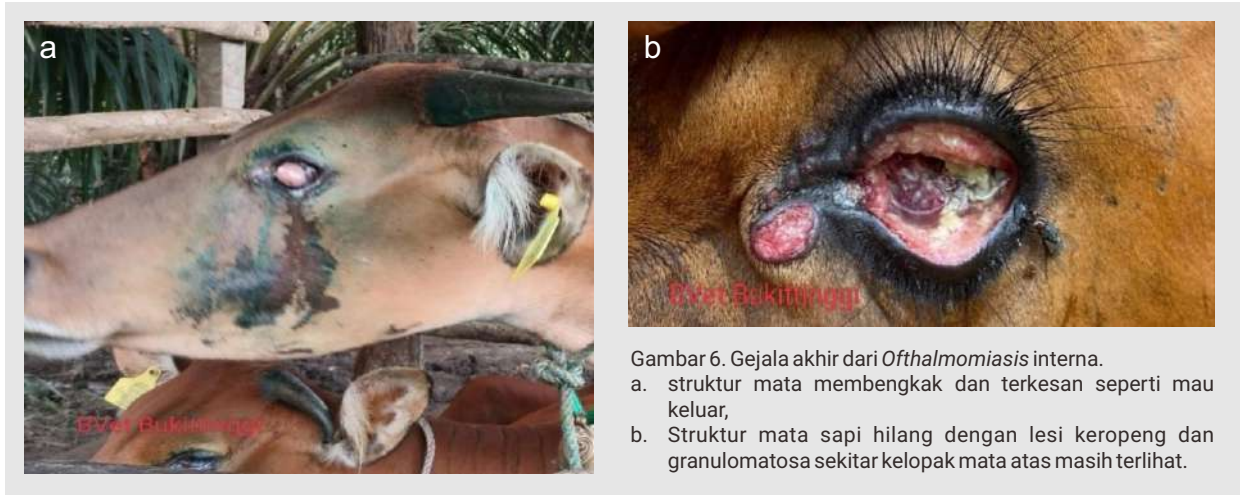 a
b
BVet Bukittinggi
BVet Bukittinggi
Gambar 6. Gejala akhir dari Ofthalmomiasis interna.
a. struktur mata membengkak dan terkesan seperti mau
keluar,
b. Struktur mata sapi hilang dengan lesi keropeng dan
granulomatosa sekitar kelopak mata atas masih terlihat.